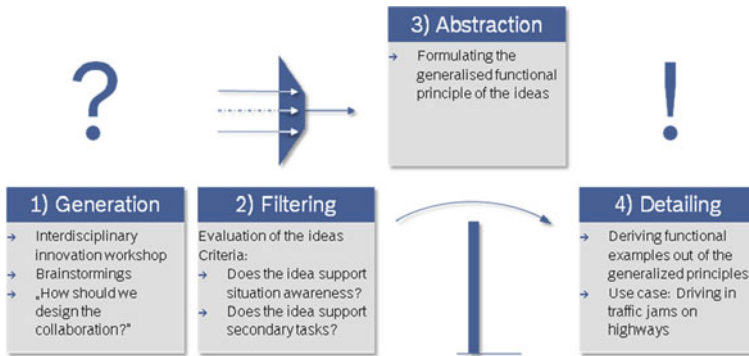 ?
3) Abstraction
→ Formulating the
generalised functional
principle of the ideas
!
1) Generation
→ Interdisciplinary
innovation workshop
→ Brainstormings
→ „How should we
design the
collaboration?"
2) Filtering
Evaluation of the ideas
Criteria:
→ Does the idea support
situation awareness?
→ Does the idea support
secondary tasks?
4) Detailing
→ Deriving functional
examples out of the
generalized principles
→ Use case: Driving in
traffic jams on
highways